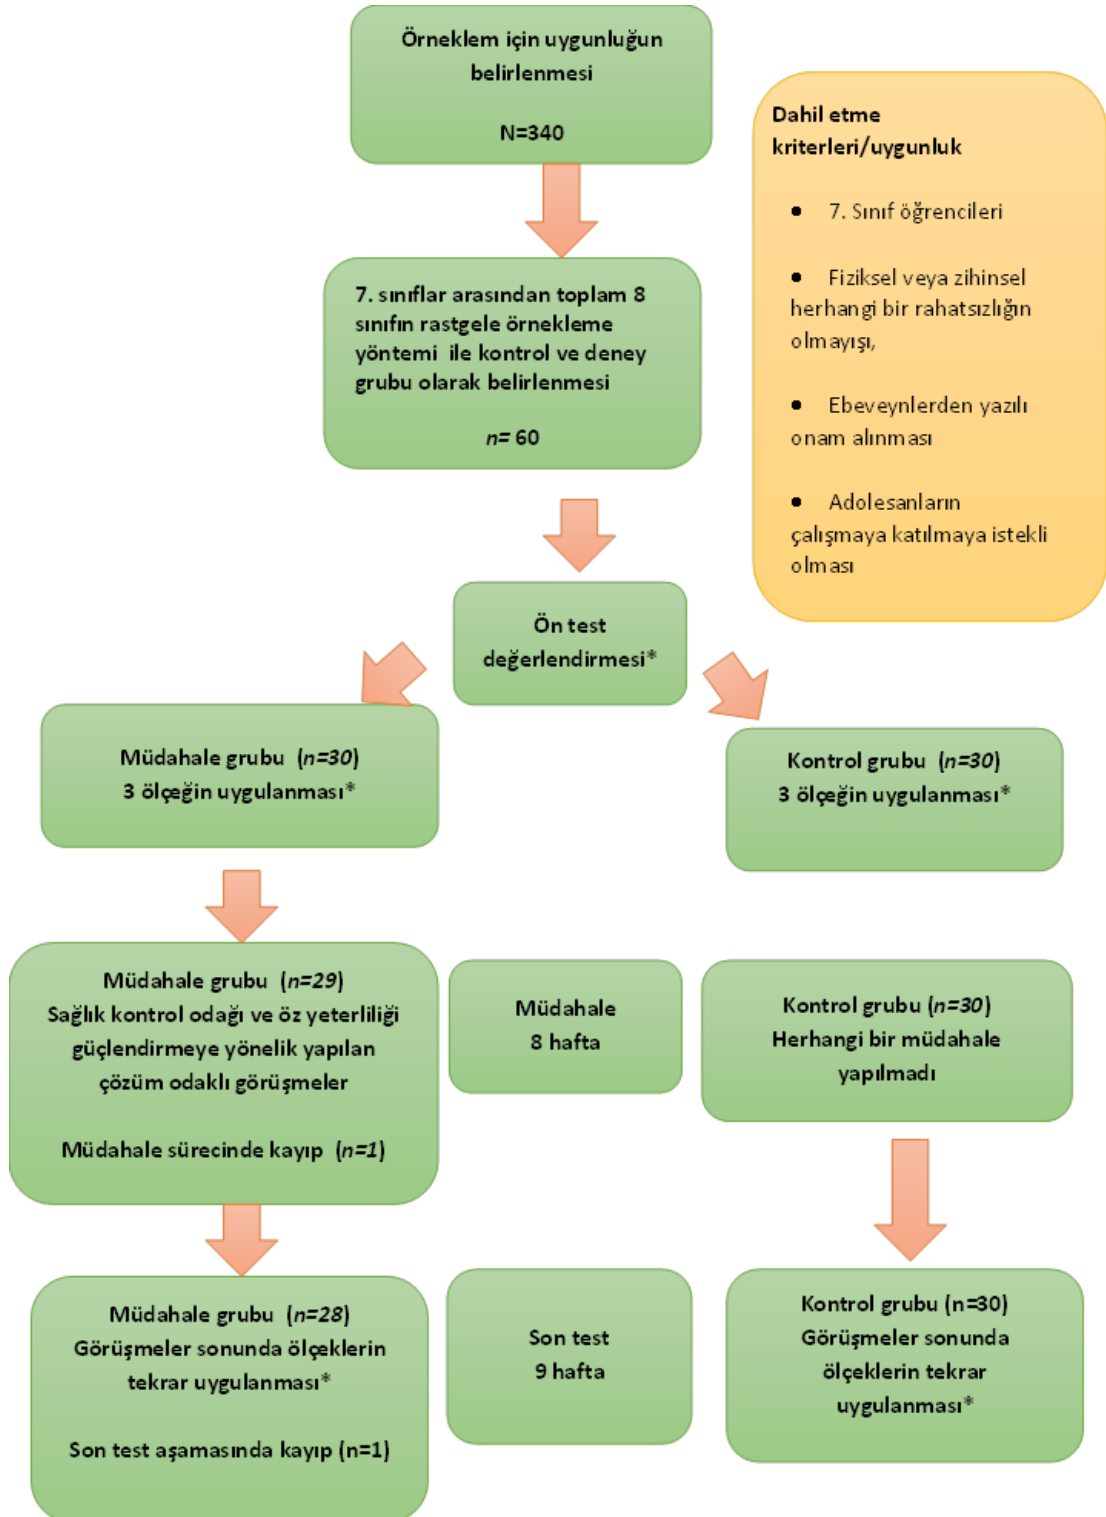 Örneklem için uygunluğun
belirlenmesi
N=340
Dahil etme
kriterleri/uygunluk
• 7. Sınıf öğrencileri
• Fiziksel veya zihinsel
herhangi bir rahatsızlığın
olmayışı,
• Ebeveynlerden yazılı
onam alınması
• Adolesanların
çalışmaya katılmaya istekli
olması
7. sınıflar arasından toplam 8
sınıfın rastgele örnekleme
yöntemi ile kontrol ve deney
grubu olarak belirlenmesi
n= 60
Ön test
değerlendirmesi*
Müdahale grubu (n=30)
3 ölçeğin uygulanması*
Kontrol grubu (n=30)
3 ölçeğin uygulanması*
Müdahale grubu (n=29)
Sağlık kontrol odağı ve öz yeterliliği
güçlendirmeye yönelik yapılan
çözüm odaklı görüşmeler
Müdahale sürecinde kayıp (n=1)
Müdahale
8 hafta
Kontrol grubu (n=30)
Herhangi bir müdahale
yapılmadı
Müdahale grubu (n=28)
Görüşmeler sonunda ölçeklerin
tekrar uygulanması*
Son test aşamasında kayıp (n=1)
Son test
9 hafta
Kontrol grubu (n=30)
Görüşmeler sonunda
ölçeklerin tekrar
uygulanması*